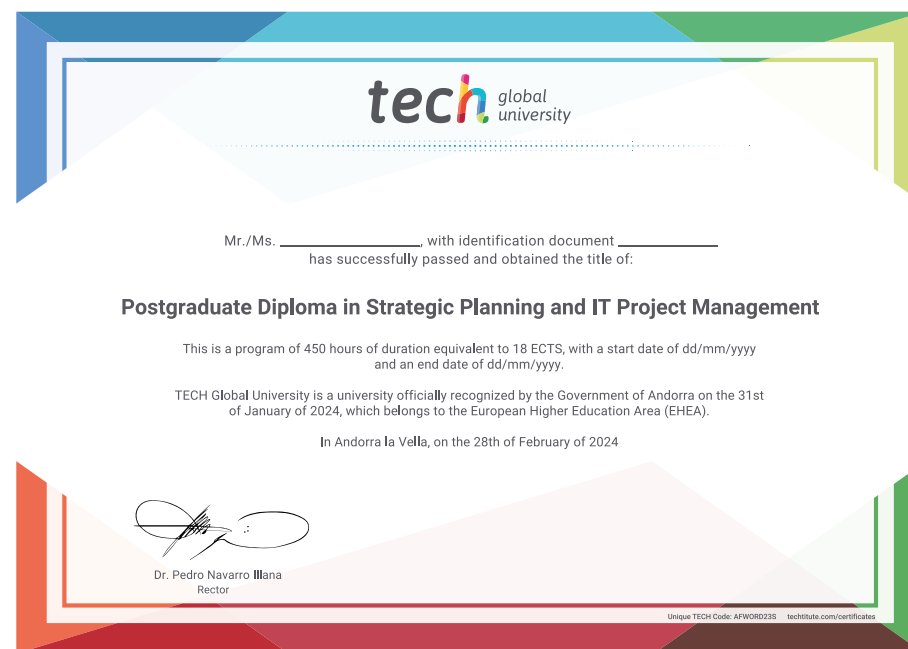 tech global university
Mr./Ms. ____________, with identification document ____________
has successfully passed and obtained the title of:
Postgraduate Diploma in Strategic Planning and IT Project Management
This is a program of 450 hours of duration equivalent to 18 ECTS, with a start date of dd/mm/yyyy
and an end date of dd/mm/yyyy.
TECH Global University is a university officially recognized by the Government of Andorra on the 31st
of January of 2024, which belongs to the European Higher Education Area (EHEA).
In Andorra la Vella, on the 28th of February of 2024
Dr. Pedro Navarro Illana
Rector
Unique TECH Code: AFWORD23S techtitute.com/certificates